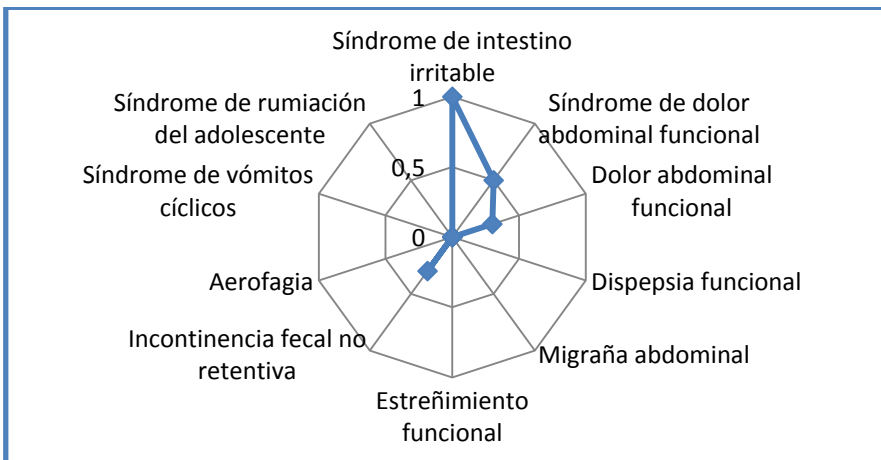 Síndrome de intestino
irritable
Síndrome de dolor
abdominal funcional
Dolor abdominal
funcional
Dispepsia funcional
Migraña abdominal
Estreñimiento
funcional
Incontinencia fecal no
retentiva
Aerofagia
Síndrome de vómitos
cíclicos
Síndrome de rumiación
del adolescente
1
0,5
0